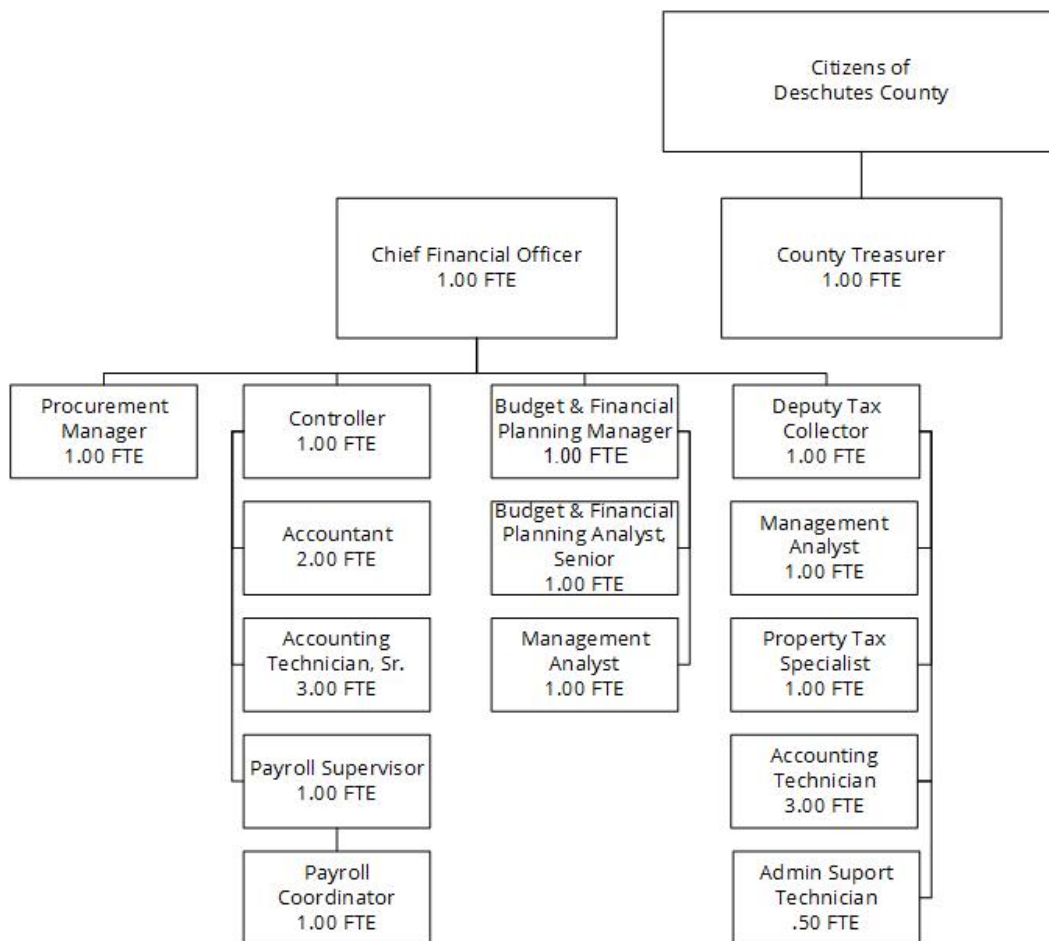 Citizens of
Deschutes County
Chief Financial Officer
1.00 FTE
County Treasurer
1.00 FTE
Procurement
Manager
1.00 FTE
Controller
1.00 FTE
Budget & Financial
Planning Manager
1.00 FTE
Deputy Tax
Collector
1.00 FTE
Accountant
2.00 FTE
Budget & Financial
Planning Analyst,
Senior
1.00 FTE
Management
Analyst
1.00 FTE
Accounting
Technician, Sr.
3.00 FTE
Management
Analyst
1.00 FTE
Property Tax
Specialist
1.00 FTE
Payroll Supervisor
1.00 FTE
Accounting
Technician
3.00 FTE
Payroll
Coordinator
1.00 FTE
Admin Suport
Technician
.50 FTE